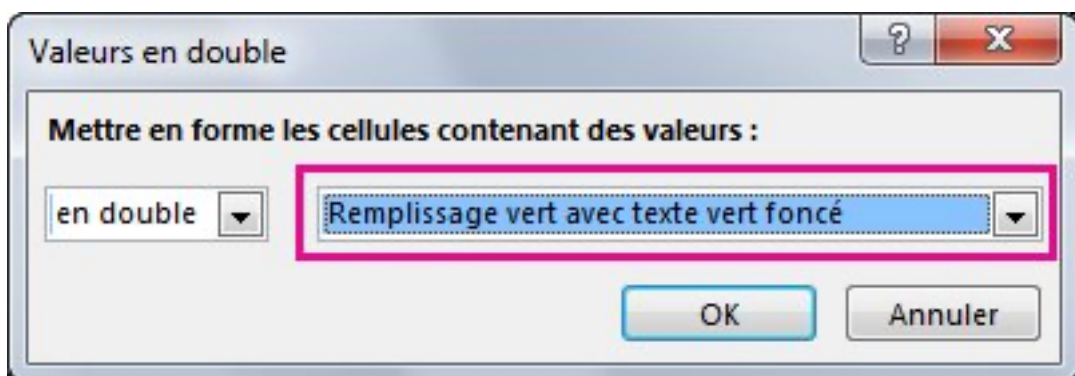 Valeurs en double
Mettre en forme les cellules contenant des valeurs :
en double Remplissage vert avec texte vert foncé
OK Annuler